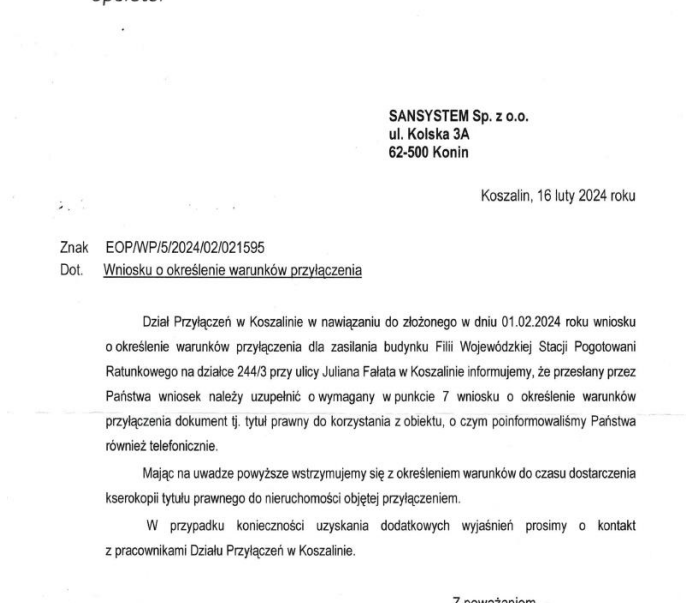 operator
SANSYSTEM Sp. z o.o.
ul. Kolska 3A
62-500 Konin
Koszalin, 16 luty 2024 roku
Znak EOP/WP/5/2024/02/021595
Dot. Wniosku o określenie warunków przyłączenia
Dział Przyłączeń w Koszalinie w nawiązaniu do złożonego w dniu 01.02.2024 roku wniosku
o określenie warunków przyłączenia dla zasilania budynku Filii Wojewódzkiej Stacji Pogotowani
Ratunkowego na działce 244/3 przy ulicy Juliana Fałata w Koszalinie informujemy, że przesłany przez
Państwa wniosek należy uzupełnić o wymagany w punkcie 7 wniosku o określenie warunków
przyłączenia dokument tj. tytuł prawny do korzystania z obiektu, o czym poinformowaliśmy Państwa
również telefonicznie.
Mając na uwadze powyższe wstrzymujemy się z określeniem warunków do czasu dostarczenia
kserokopii tytułu prawnego do nieruchomości objętej przyłączeniem.
W przypadku konieczności uzyskania dodatkowych wyjaśnień prosimy o kontakt
z pracownikami Działu Przyłączeń w Koszalinie.
Z poważaniem